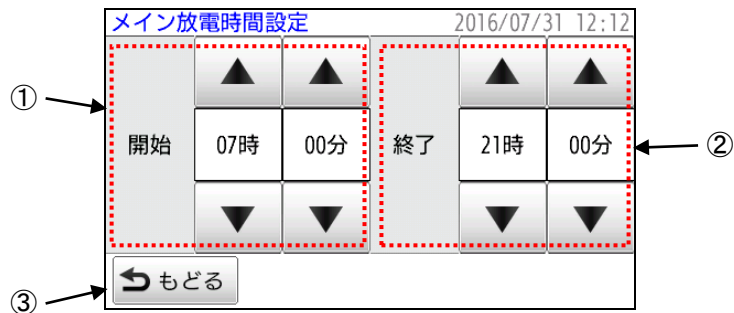 メイン放電時間設定 2016/07/31 12:12
① 開始 07時 00分 終了 21時 00分 ②
③ もどる